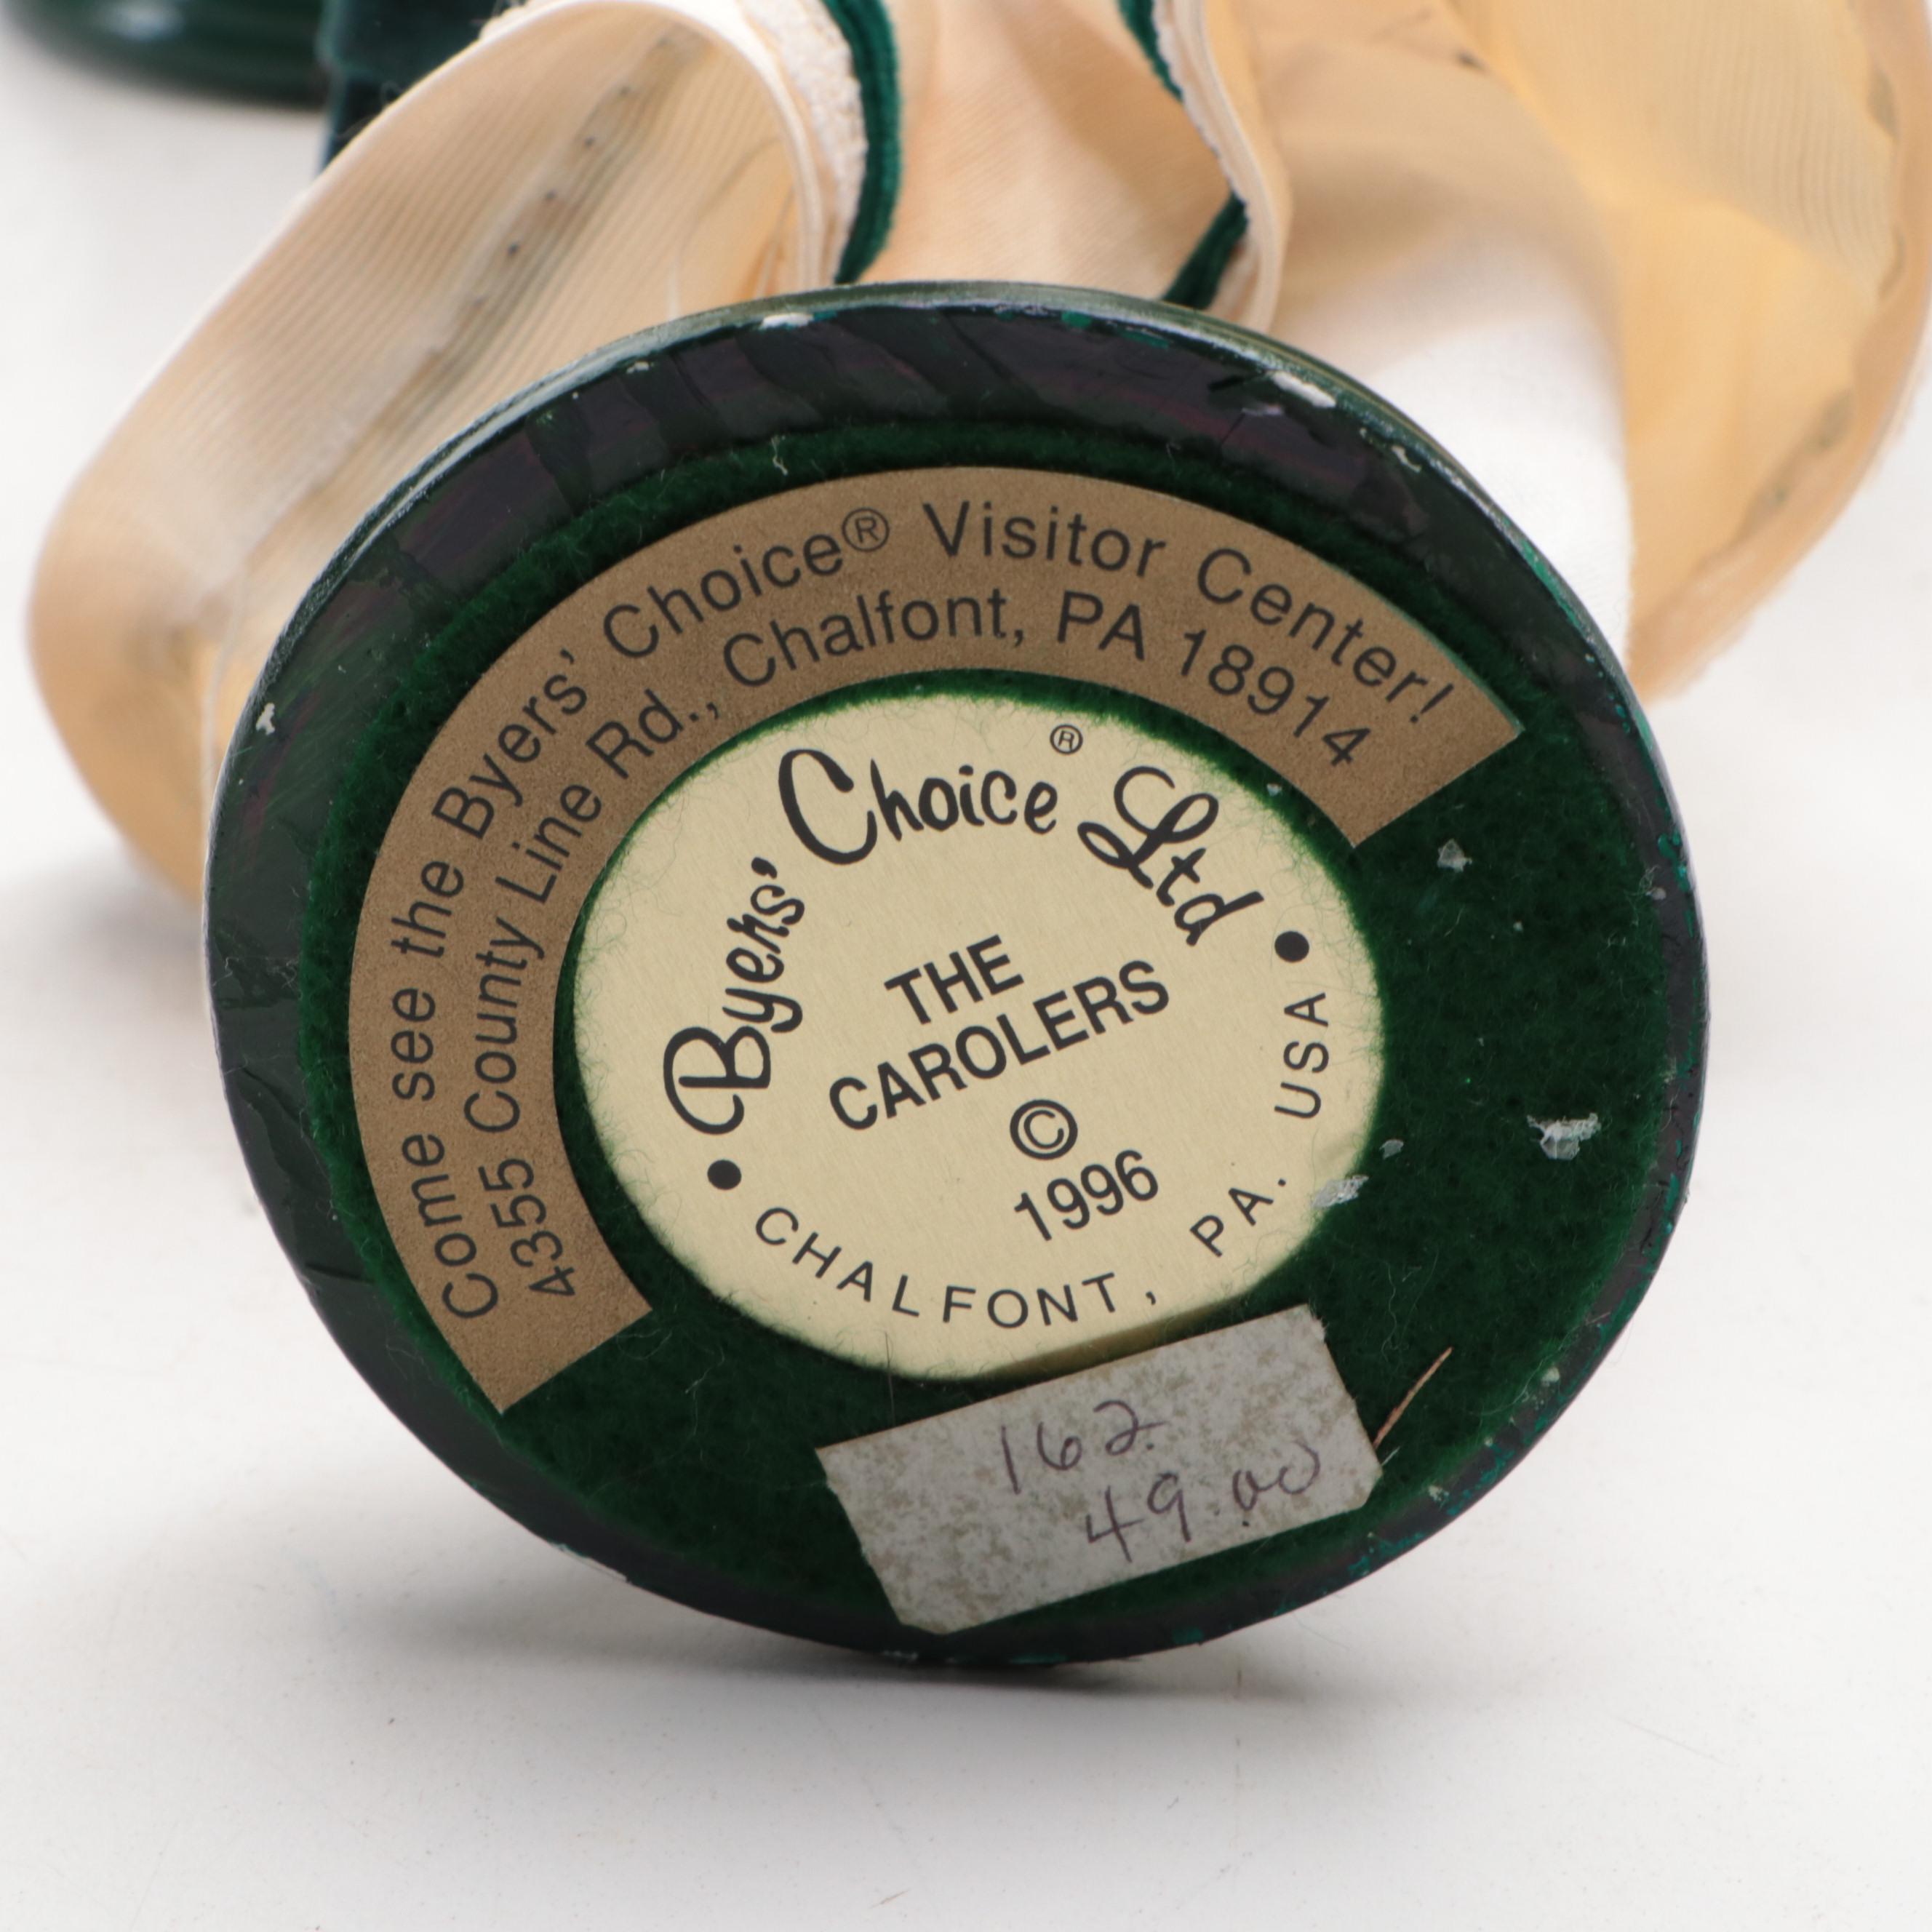 Come see the Byers' Choice® Visitor Center!
4355 County Line Rd., Chalfont, PA 18914
Byers' Choice® Ltd
THE
CAROLERS
©
1996
• CHALFONT, PA. USA •
162
49.00